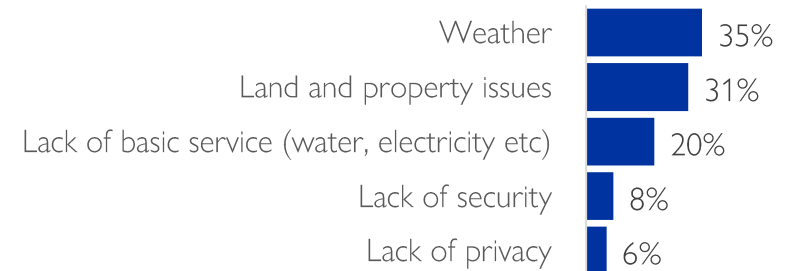 Weather 35%
Land and property issues 31%
Lack of basic service (water, electricity etc) 20%
Lack of security 8%
Lack of privacy 6%